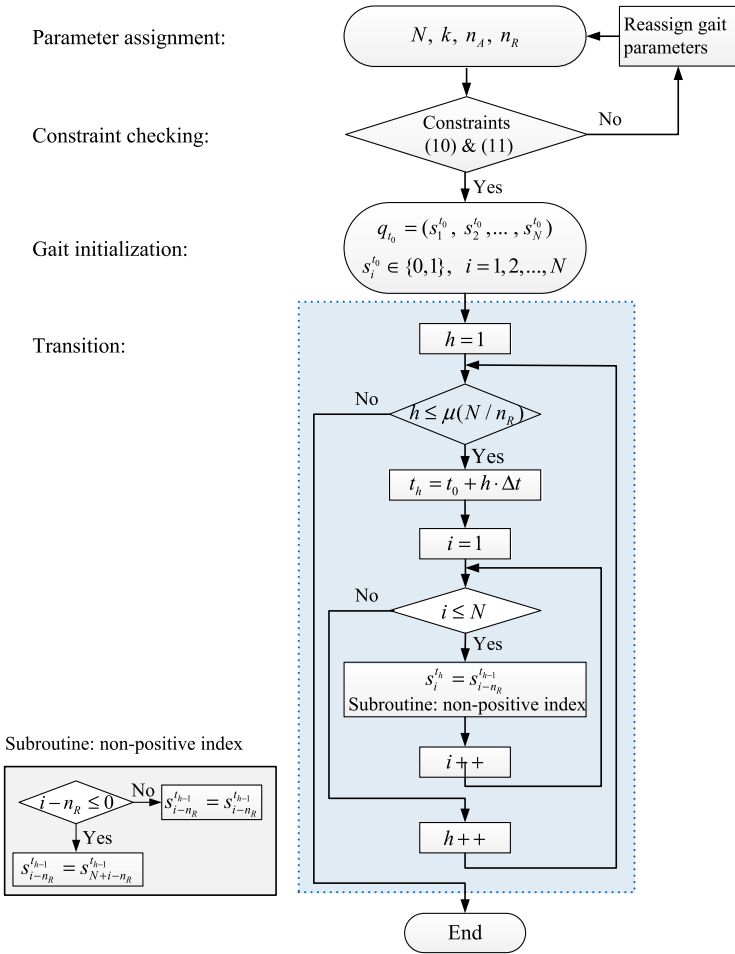 Parameter assignment:
N, k, n_A, n_R
Reassign gait
parameters
Constraint checking:
Constraints
(10) & (11)
No
Yes
Gait initialization:
q_{t_0} = (s_1^{t_0}, s_2^{t_0}, ..., s_N^{t_0})
s_i^{t_0} ∈ {0,1}, i = 1,2,...,N
Transition:
h = 1
No
h ≤ μ(N / n_R)
Yes
t_h = t_0 + h · Δt
i = 1
No
i ≤ N
Yes
s_i^{t_h} = s_{i-n_R}^{t_{h-1}}
Subroutine: non-positive index
i++
h++
End
Subroutine: non-positive index
i − n_R ≤ 0
No
s_{i-n_R}^{t_{h-1}} = s_{i-n_R}^{t_{h-1}}
Yes
s_{i-n_R}^{t_{h-1}} = s_{N+i-n_R}^{t_{h-1}}